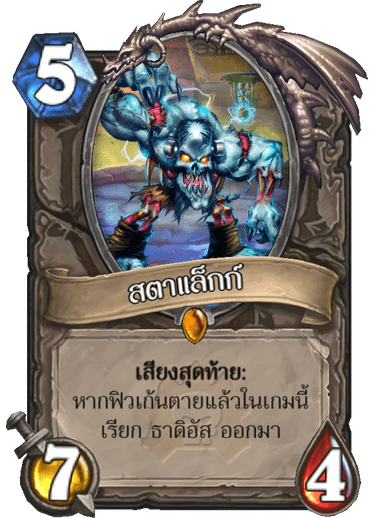 5
สตาแล็กก์
เสียงสุดท้าย:
หากฟิวเก้นตายแล้วในเกมนี้
เรียก ธาดิอัส ออกมา
7
4